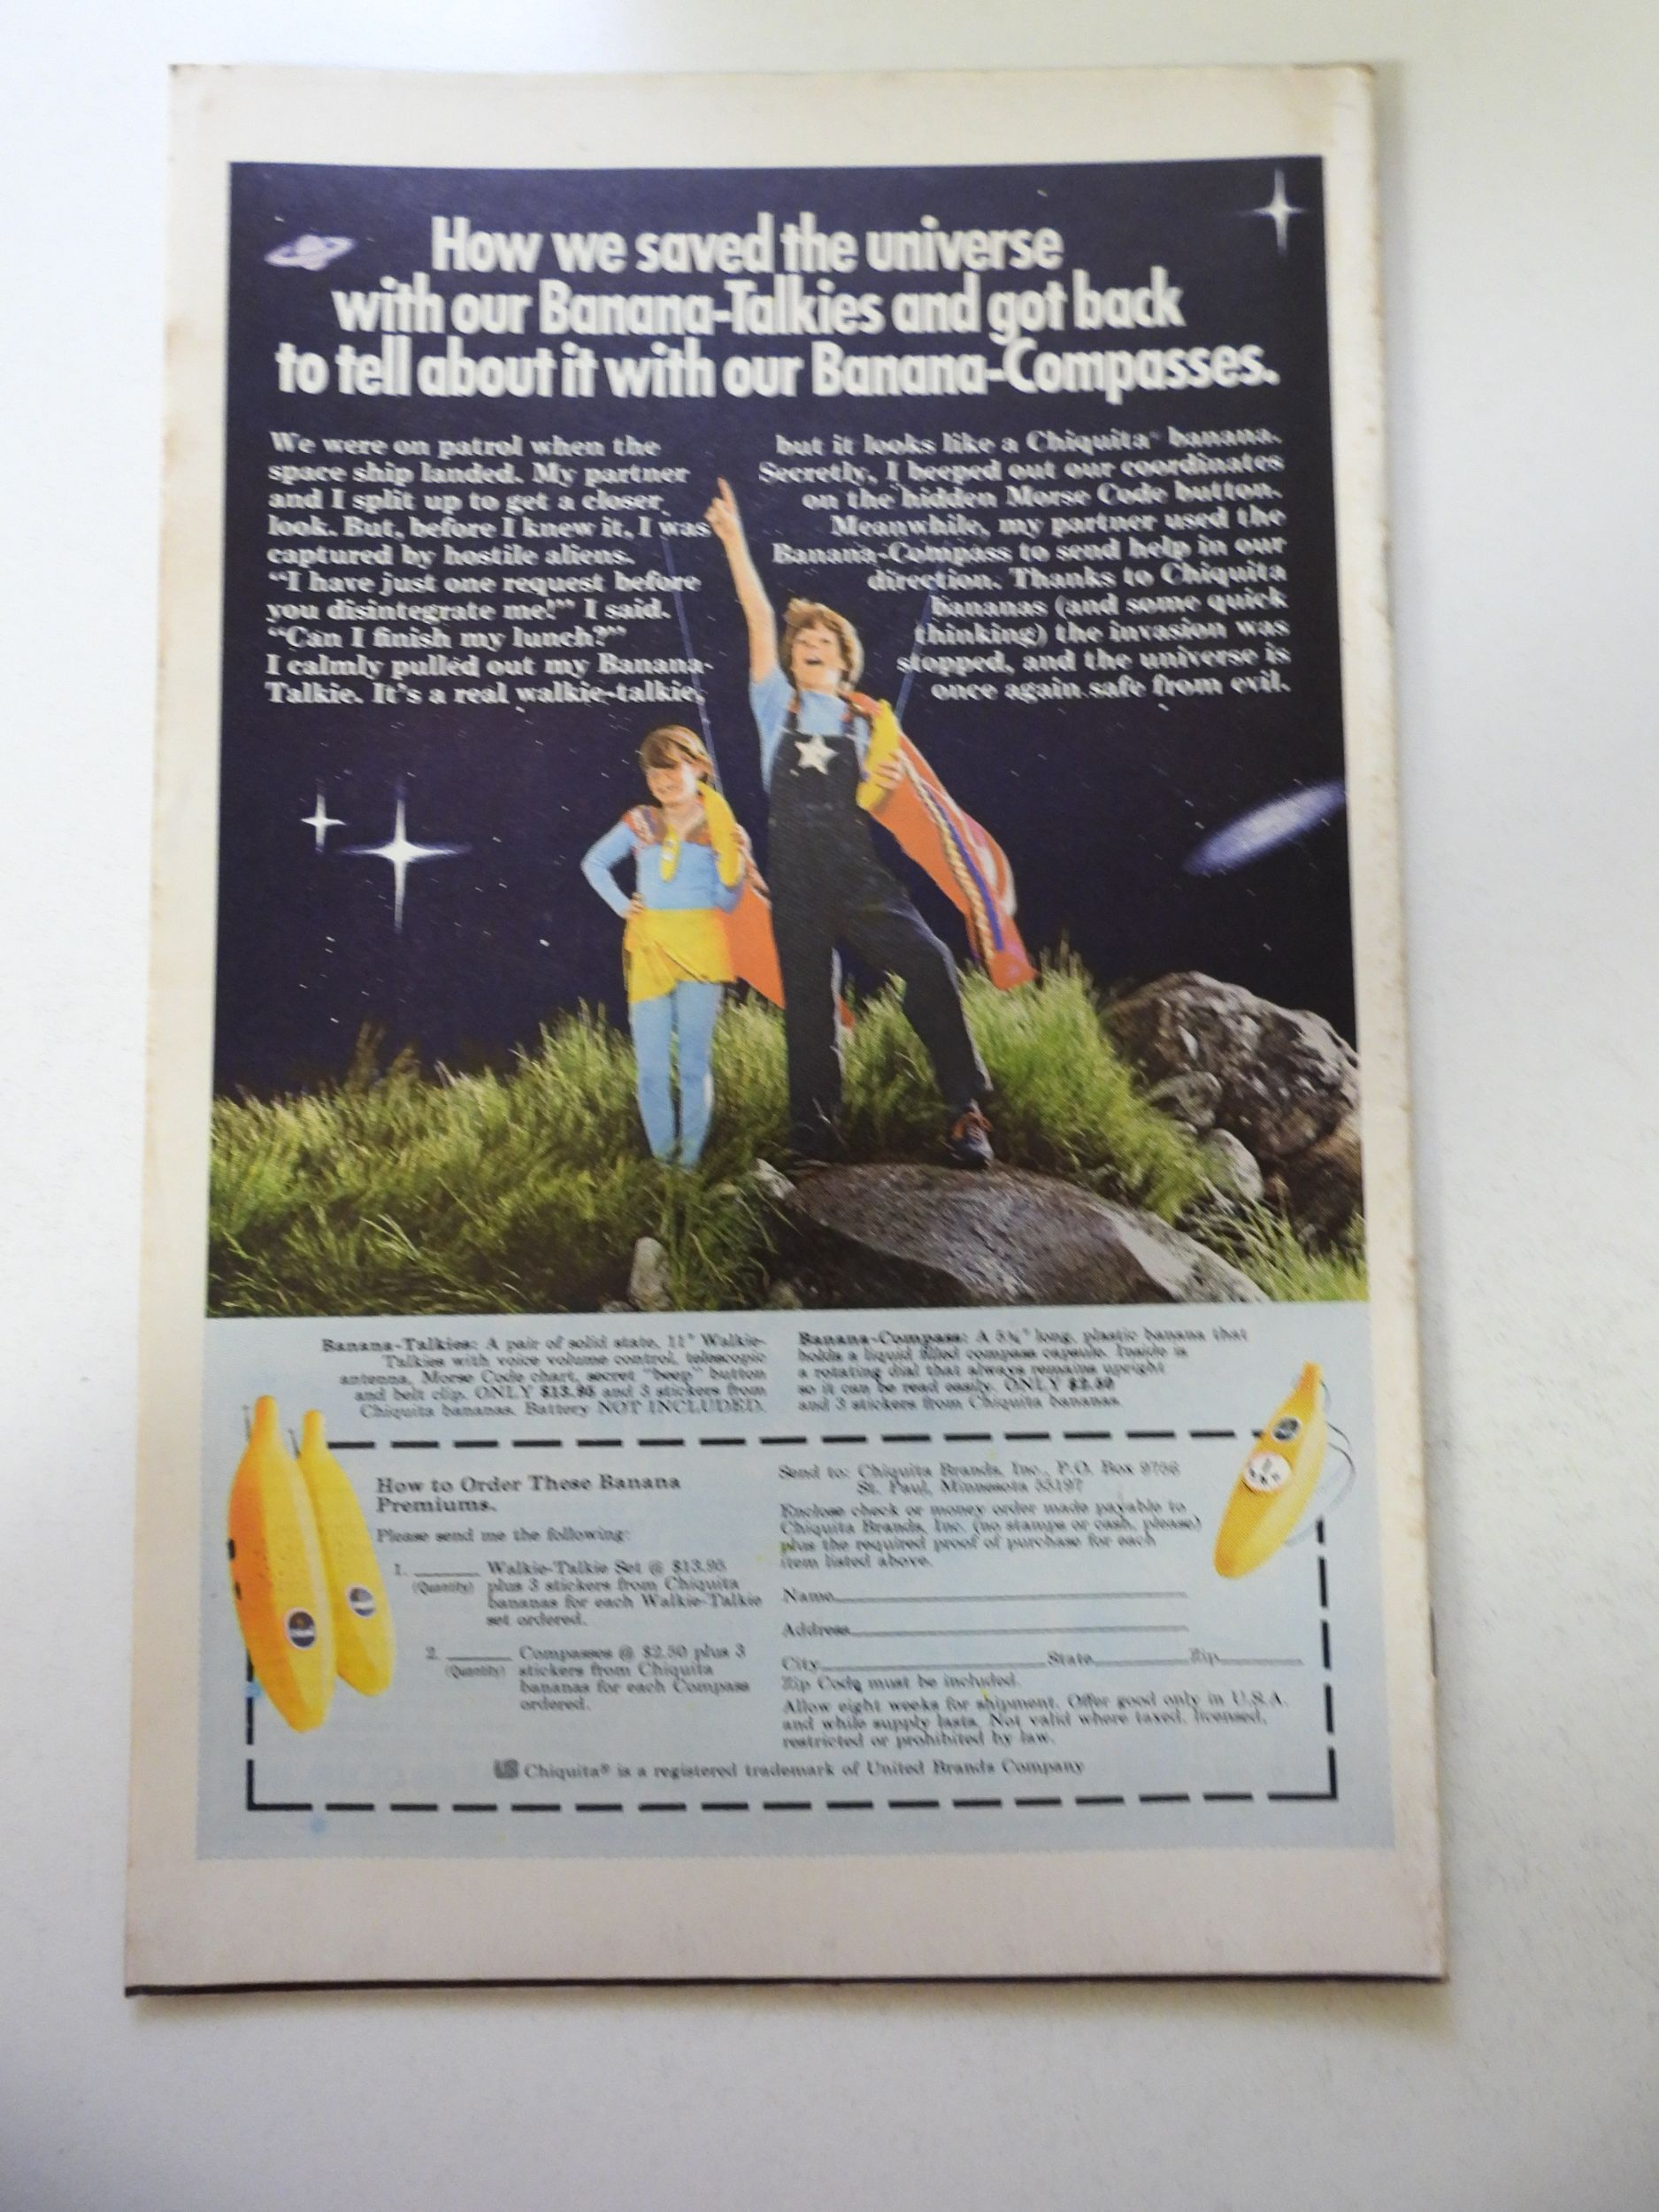 How we saved the universe
with our Banana-Talkies and got back
to tell about it with our Banana-Compasses.
We were on patrol when the
space ship landed. My partner
and I split up to get a closer
look. But, before I knew it, I was
captured by hostile aliens.
“I have just one request before
you disintegrate me!” I said.
“Can I finish my lunch?”
I calmly pulled out my Banana-
Talkie. It's a real walkie-talkie,
but it looks like a Chiquita® banana.
Secretly, I beeped out our coordinates
on the hidden Morse Code button.
Meanwhile, my partner used the
Banana-Compass to send help in our
direction. Thanks to Chiquita
bananas (and some quick
thinking) the invasion was
stopped, and the universe is
once again safe from evil.
Banana-Talkies: A pair of solid state, 11" Walkie-
Talkies with voice volume control, telescopic
antenna, Morse Code chart, secret "beep" button
and belt clip. ONLY $13.95 and 3 stickers from
Chiquita bananas. Battery NOT INCLUDED.
Banana-Compass: A 5¼" long, plastic banana that
holds a liquid filled compass capsule. Inside is
a rotating dial that always remains upright
so it can be read easily. ONLY $2.50
and 3 stickers from Chiquita bananas.
How to Order These Banana
Premiums.
Please send me the following:
1. ______ Walkie-Talkie Set @ $13.95
(Quantity) plus 3 stickers from Chiquita
bananas for each Walkie-Talkie
set ordered.
2. ______ Compasses @ $2.50 plus 3
(Quantity) stickers from Chiquita
bananas for each Compass
ordered.
Send to: Chiquita Brands, Inc., P.O. Box 9756
St. Paul, Minnesota 55197
Enclose check or money order made payable to
Chiquita Brands, Inc. (no stamps or cash, please)
plus the required proof of purchase for each
item listed above.
Name
Address
City State Zip
Zip Code must be included.
Allow eight weeks for shipment. Offer good only in U.S.A.
and while supply lasts. Not valid where taxed, licensed,
restricted or prohibited by law.
Chiquita® is a registered trademark of United Brands Company